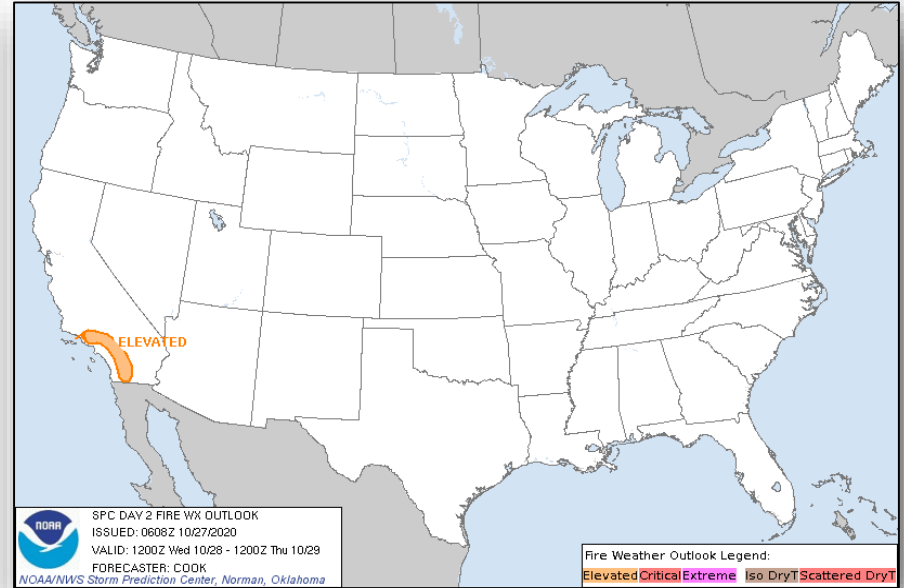 ELEVATED
NOAA
SPC DAY 2 FIRE WX OUTLOOK
ISSUED: 0608Z 10/27/2020
VALID: 1200Z Wed 10/28 - 1200Z Thu 10/29
FORECASTER: COOK
NOAA/NWS Storm Prediction Center, Norman, Oklahoma
Fire Weather Outlook Legend:
Elevated Critical Extreme Iso DryT Scattered DryT